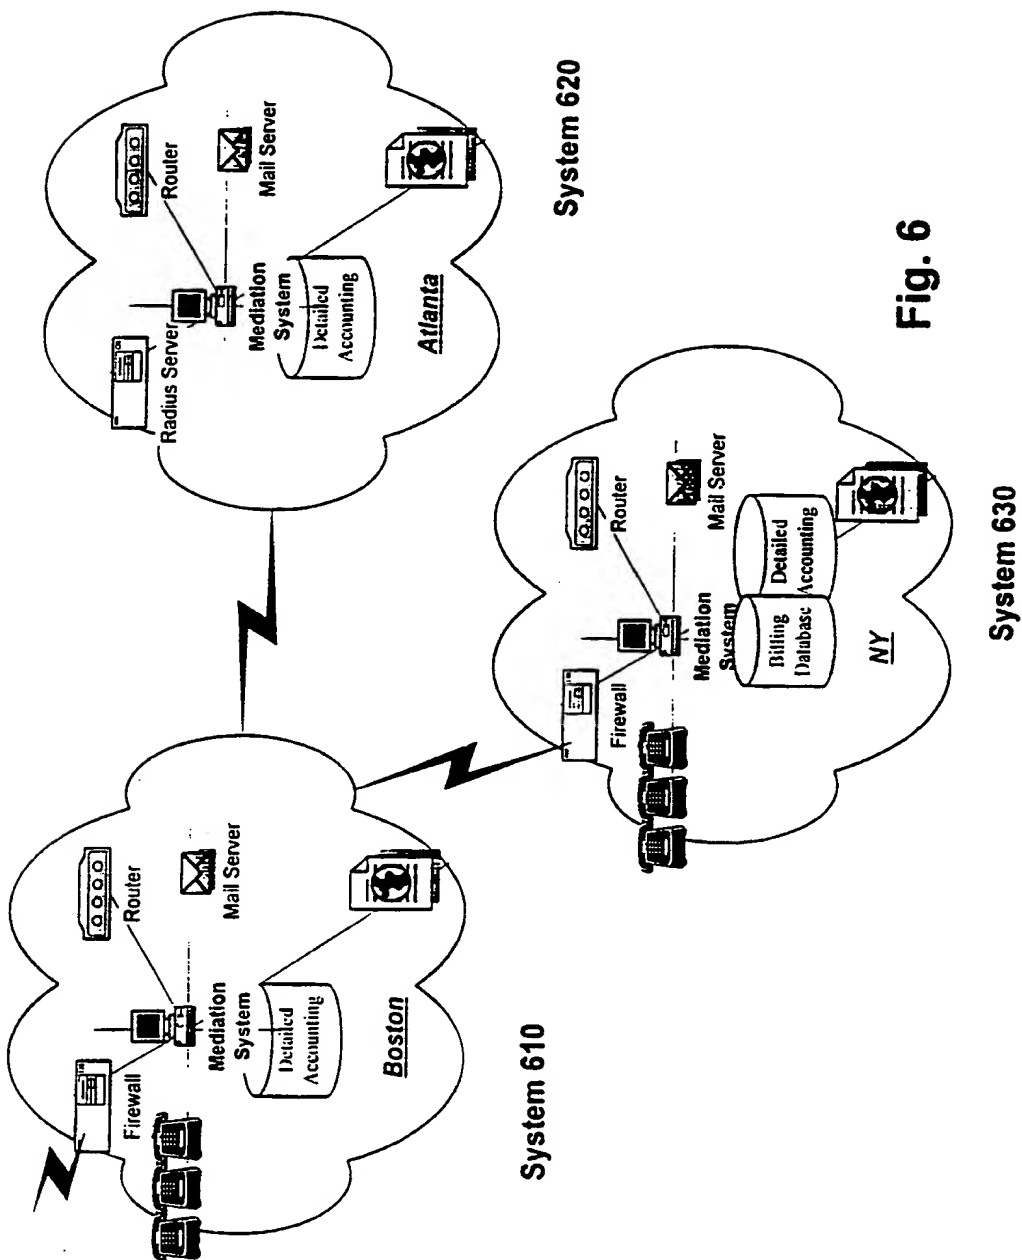 Firewall
Router
Mediation
System
Mail Server
Detailed
Accounting
Boston
System 610
Radius Server
Router
Mediation
System
Mail Server
Detailed
Accounting
Atlanta
System 620
Firewall
Router
Mediation
System
Mail Server
Billing
Database
Detailed
Accounting
NY
System 630
Fig. 6